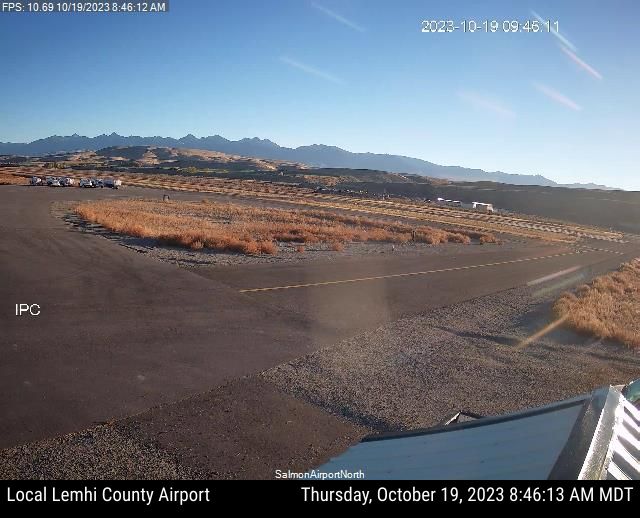 FPS: 10.69 10/19/2023 8:46:12 AM
2023-10-19 09:45:11
IPC
SalmonAirportNorth
Local Lemhi County Airport Thursday, October 19, 2023 8:46:13 AM MDT